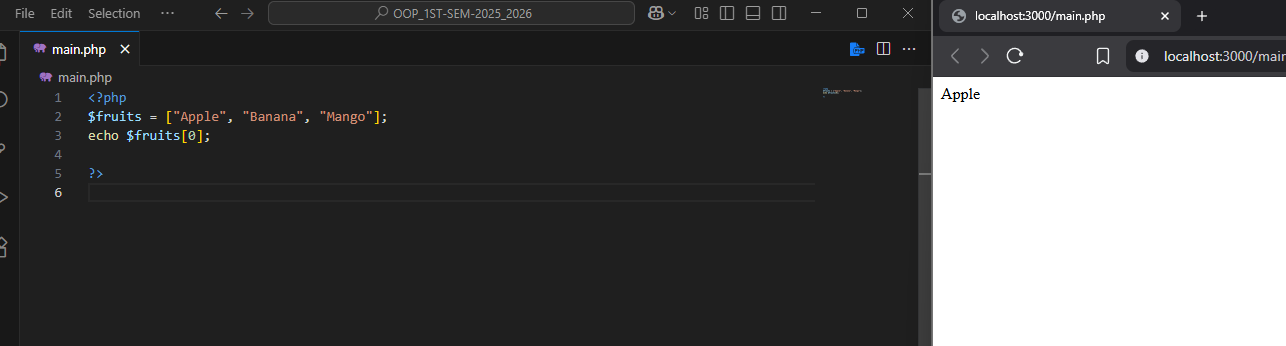 File Edit Selection ···
OOP_1ST-SEM-2025_2026
main.php
main.php
1 <?php
2 $fruits = ["Apple", "Banana", "Mango"];
3 echo $fruits[0];
4
5 ?>
6
localhost:3000/main.php
localhost:3000/main
Apple